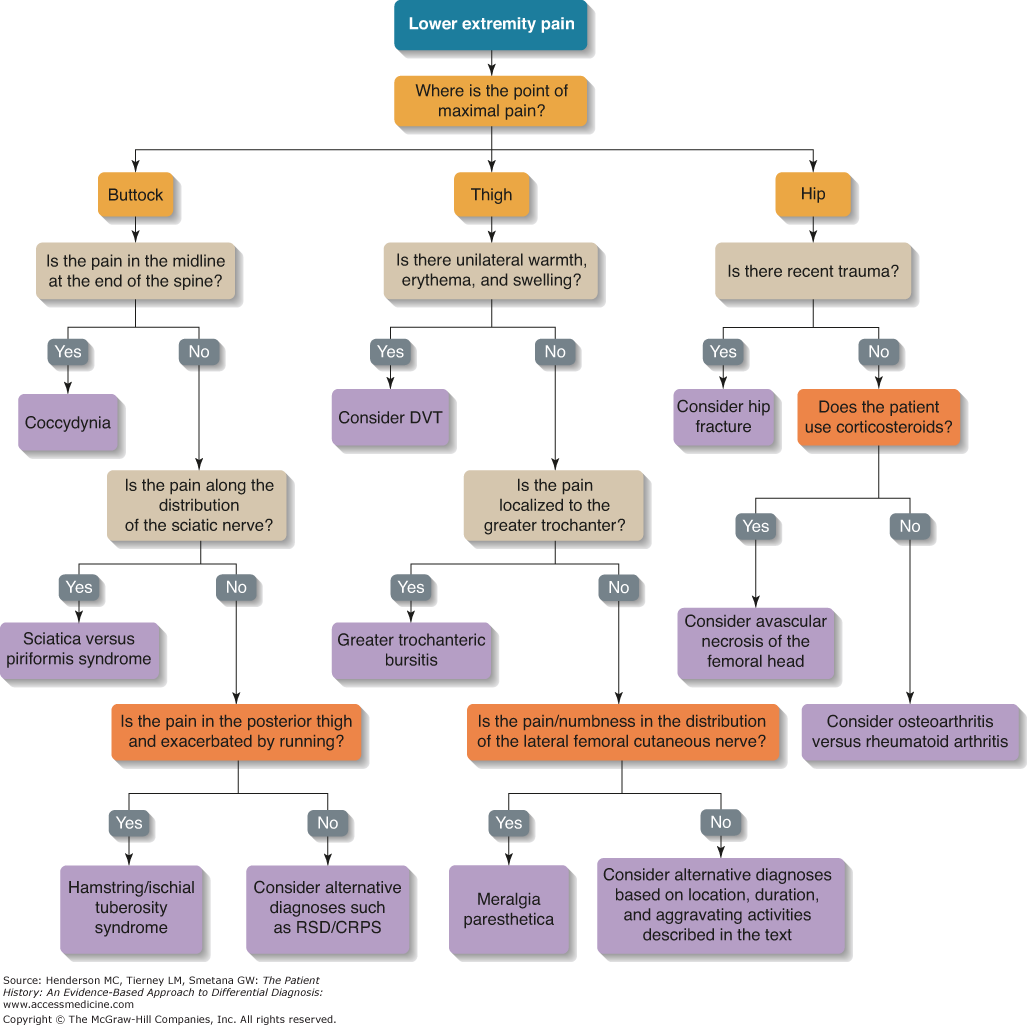 Lower extremity pain
Where is the point of
maximal pain?
Buttock
Thigh
Hip
Is the pain in the midline
at the end of the spine?
Is there unilateral warmth,
erythema, and swelling?
Is there recent trauma?
Yes
No
Yes
No
Yes
No
Coccydynia
Consider DVT
Consider hip
fracture
Does the patient
use corticosteroids?
Is the pain along the
distribution
of the sciatic nerve?
Is the pain
localized to the
greater trochanter?
Yes
No
Yes
No
Yes
No
Sciatica versus
piriformis syndrome
Greater trochanteric
bursitis
Consider avascular
necrosis of the
femoral head
Is the pain in the posterior thigh
and exacerbated by running?
Is the pain/numbness in the distribution
of the lateral femoral cutaneous nerve?
Consider osteoarthritis
versus rheumatoid arthritis
Yes
No
Yes
No
Hamstring/ischial
tuberosity
syndrome
Consider alternative
diagnoses such
as RSD/CRPS
Meralgia
paresthetica
Consider alternative diagnoses
based on location, duration,
and aggravating activities
described in the text
Source: Henderson MC, Tierney LM, Smetana GW: The Patient
History: An Evidence-Based Approach to Differential Diagnosis:
www.accessmedicine.com
Copyright © The McGraw-Hill Companies, Inc. All rights reserved.